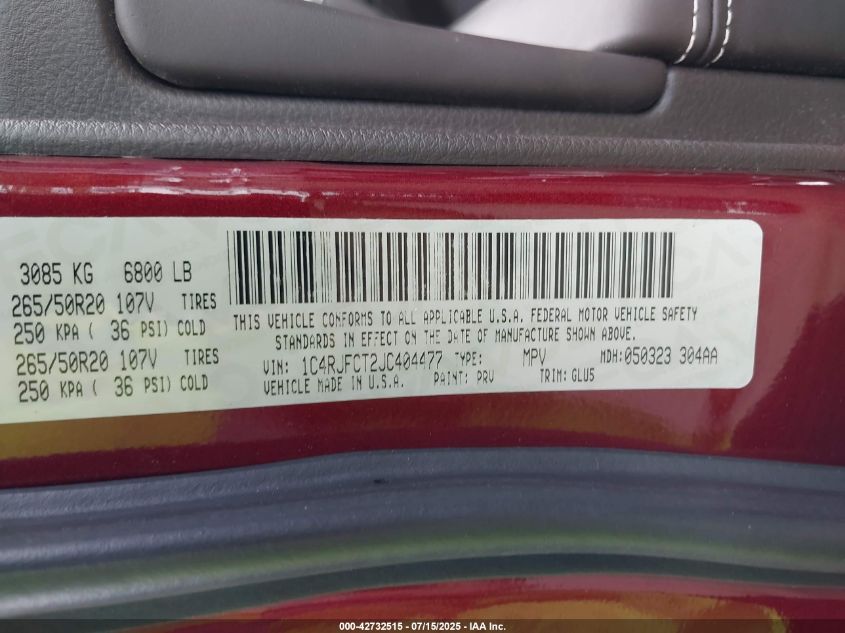 3085 KG 6800 LB
265/50R20 107V TIRES
250 KPA ( 36 PSI) COLD
265/50R20 107V TIRES
250 KPA ( 36 PSI) COLD
THIS VEHICLE CONFORMS TO ALL APPLICABLE U.S.A. FEDERAL MOTOR VEHICLE SAFETY
STANDARDS IN EFFECT ON THE DATE OF MANUFACTURE SHOWN ABOVE.
VIN: 1C4RJFCT2JC404477 TYPE: MPV MDH:050323 304AA
VEHICLE MADE IN U.S.A. PAINT: PRV TRIM: GLU5
000-42732515 - 07/15/2025 - IAA Inc.